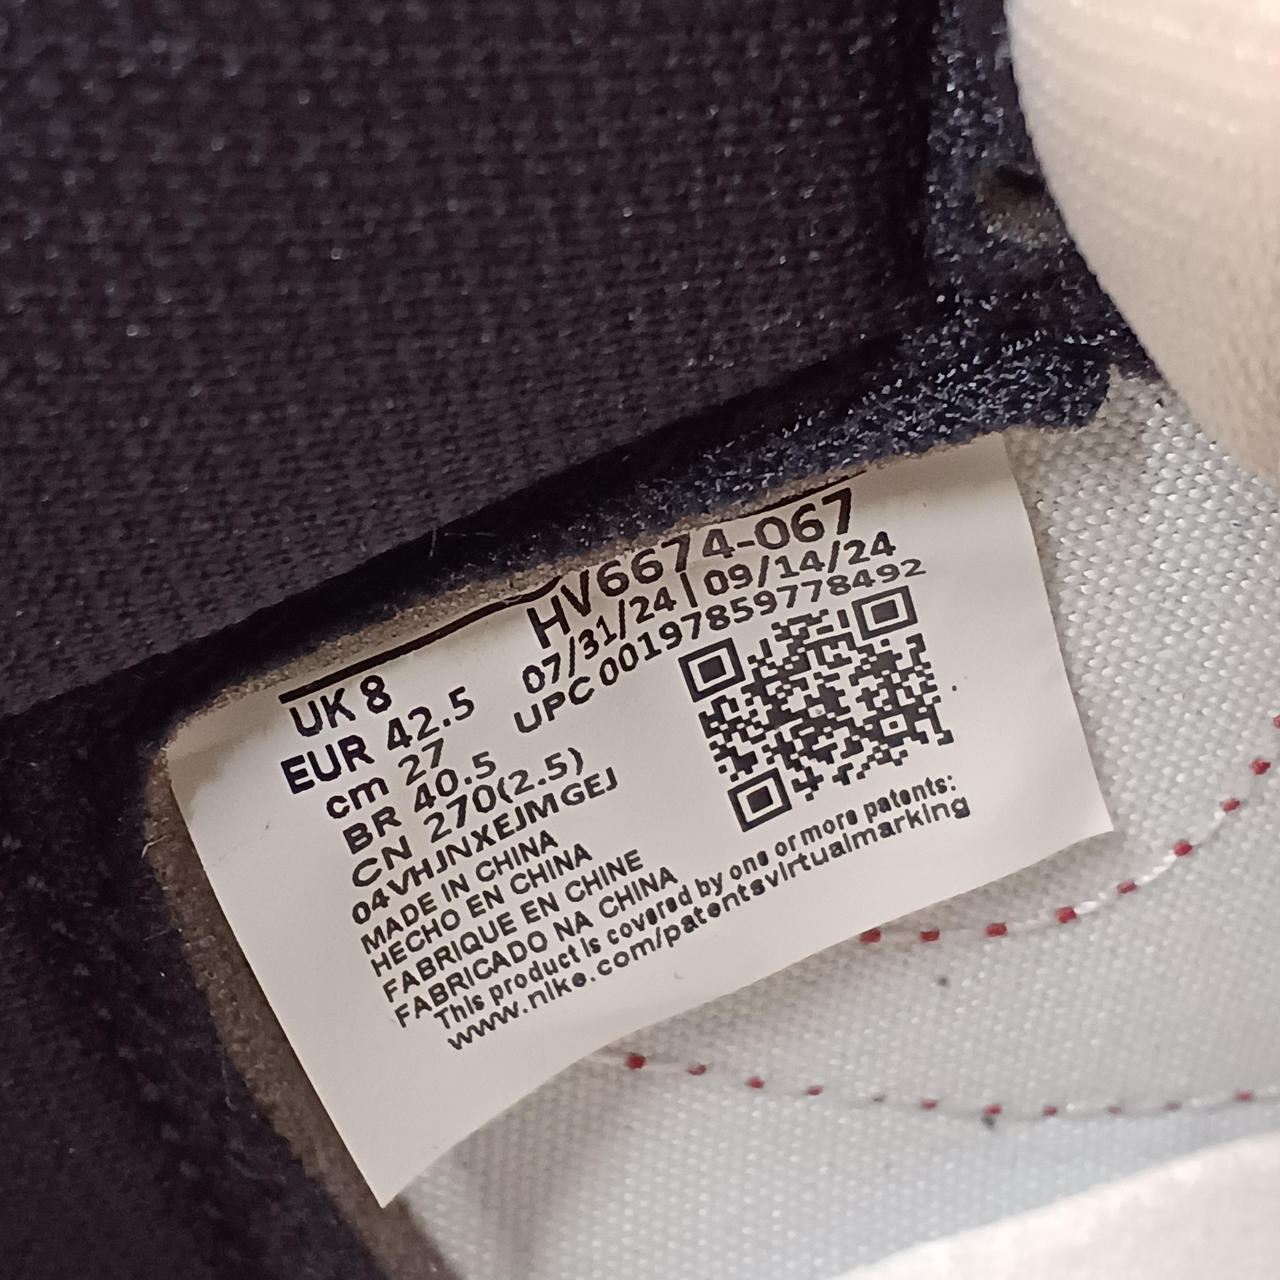 HV6674-067
07/31/24 | 09/14/24
UPC 00197859778492
UK 8
EUR 42.5
cm 27
BR 40.5
CN 270(2.5)
04VHJNXEJMGEJ
MADE IN CHINA
HECHO EN CHINA
FABRIQUE EN CHINE
FABRICADO NA CHINA
This product is covered by one or more patents:
www.nike.com/patentsvirtualmarking